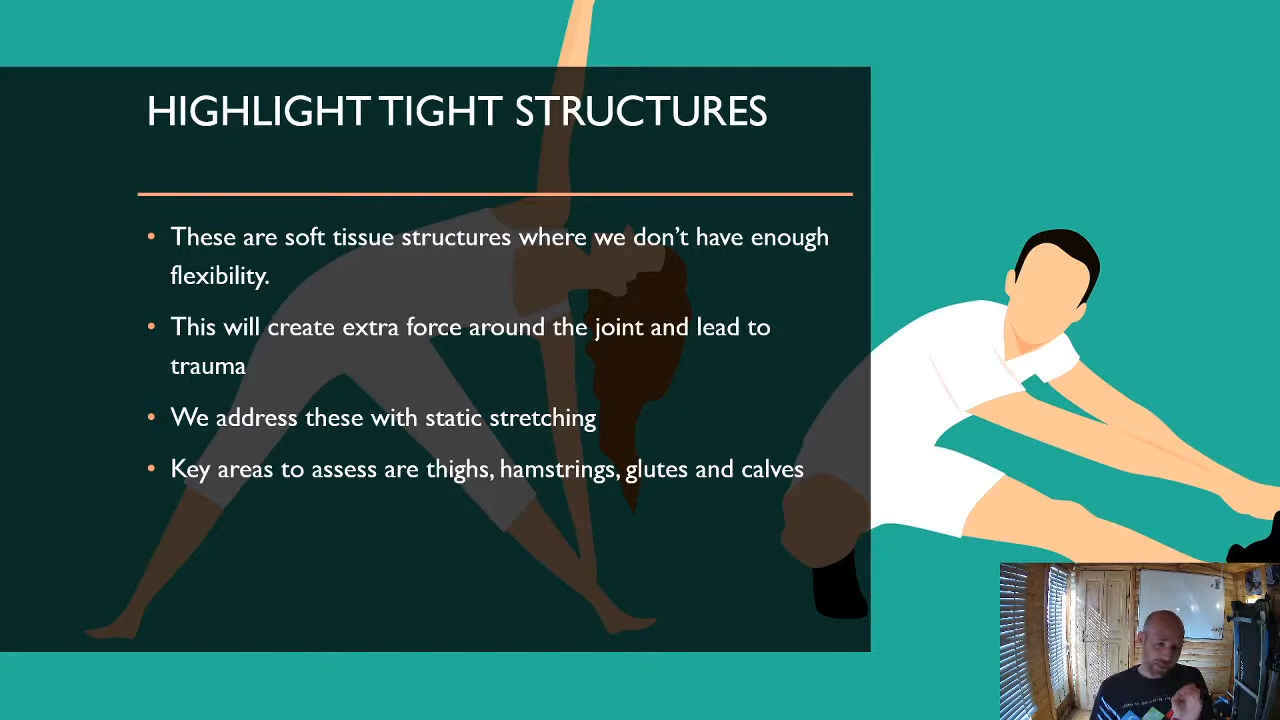 HIGHLIGHT TIGHT STRUCTURES
• These are soft tissue structures where we don't have enough
flexibility.
• This will create extra force around the joint and lead to
trauma
• We address these with static stretching
• Key areas to assess are thighs, hamstrings, glutes and calves